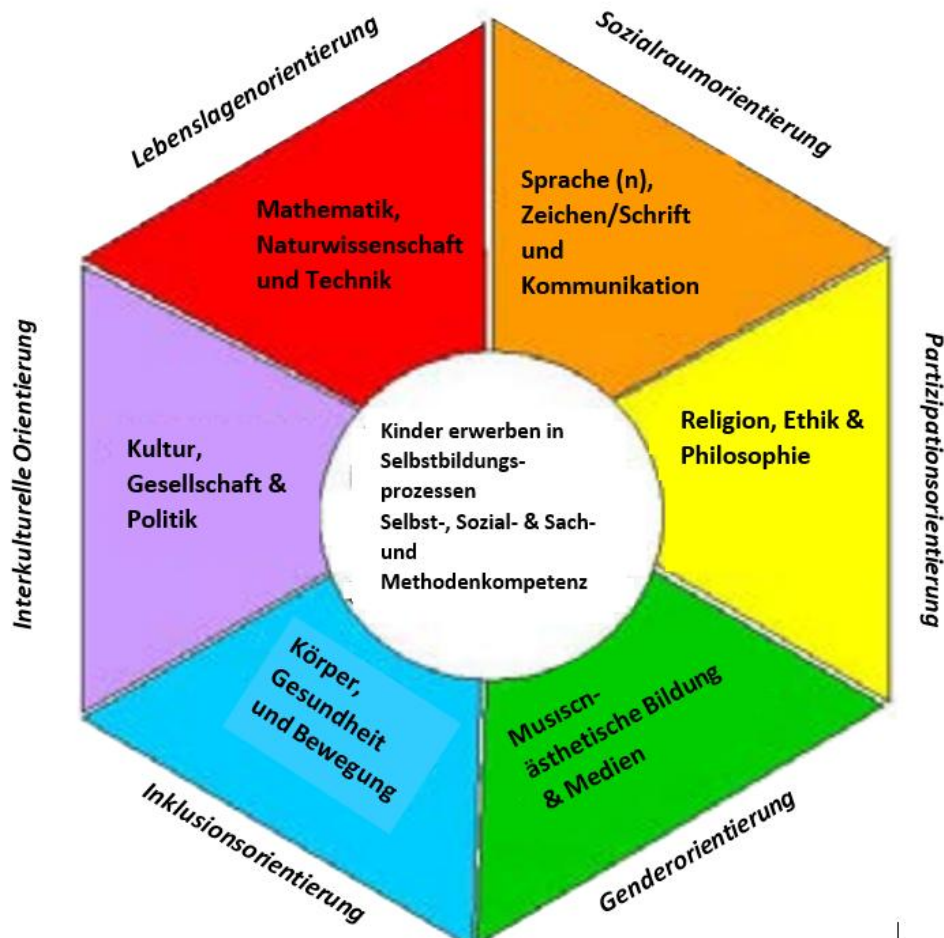 Lebenslagenorientierung
Sozialraumorientierung
Mathematik,
Naturwissenschaft
und Technik
Sprache (n),
Zeichen/Schrift
und
Kommunikation
Interkulturelle Orientierung
Kultur,
Gesellschaft &
Politik
Kinder erwerben in
Selbstbildungs-
prozessen
Selbst-, Sozial- & Sach-
und
Methodenkompetenz
Religion, Ethik &
Philosophie
Partizipationsorientierung
Körper,
Gesundheit
und Bewegung
Musisch-
ästhetische Bildung
& Medien
Inklusionsorientierung
Genderorientierung